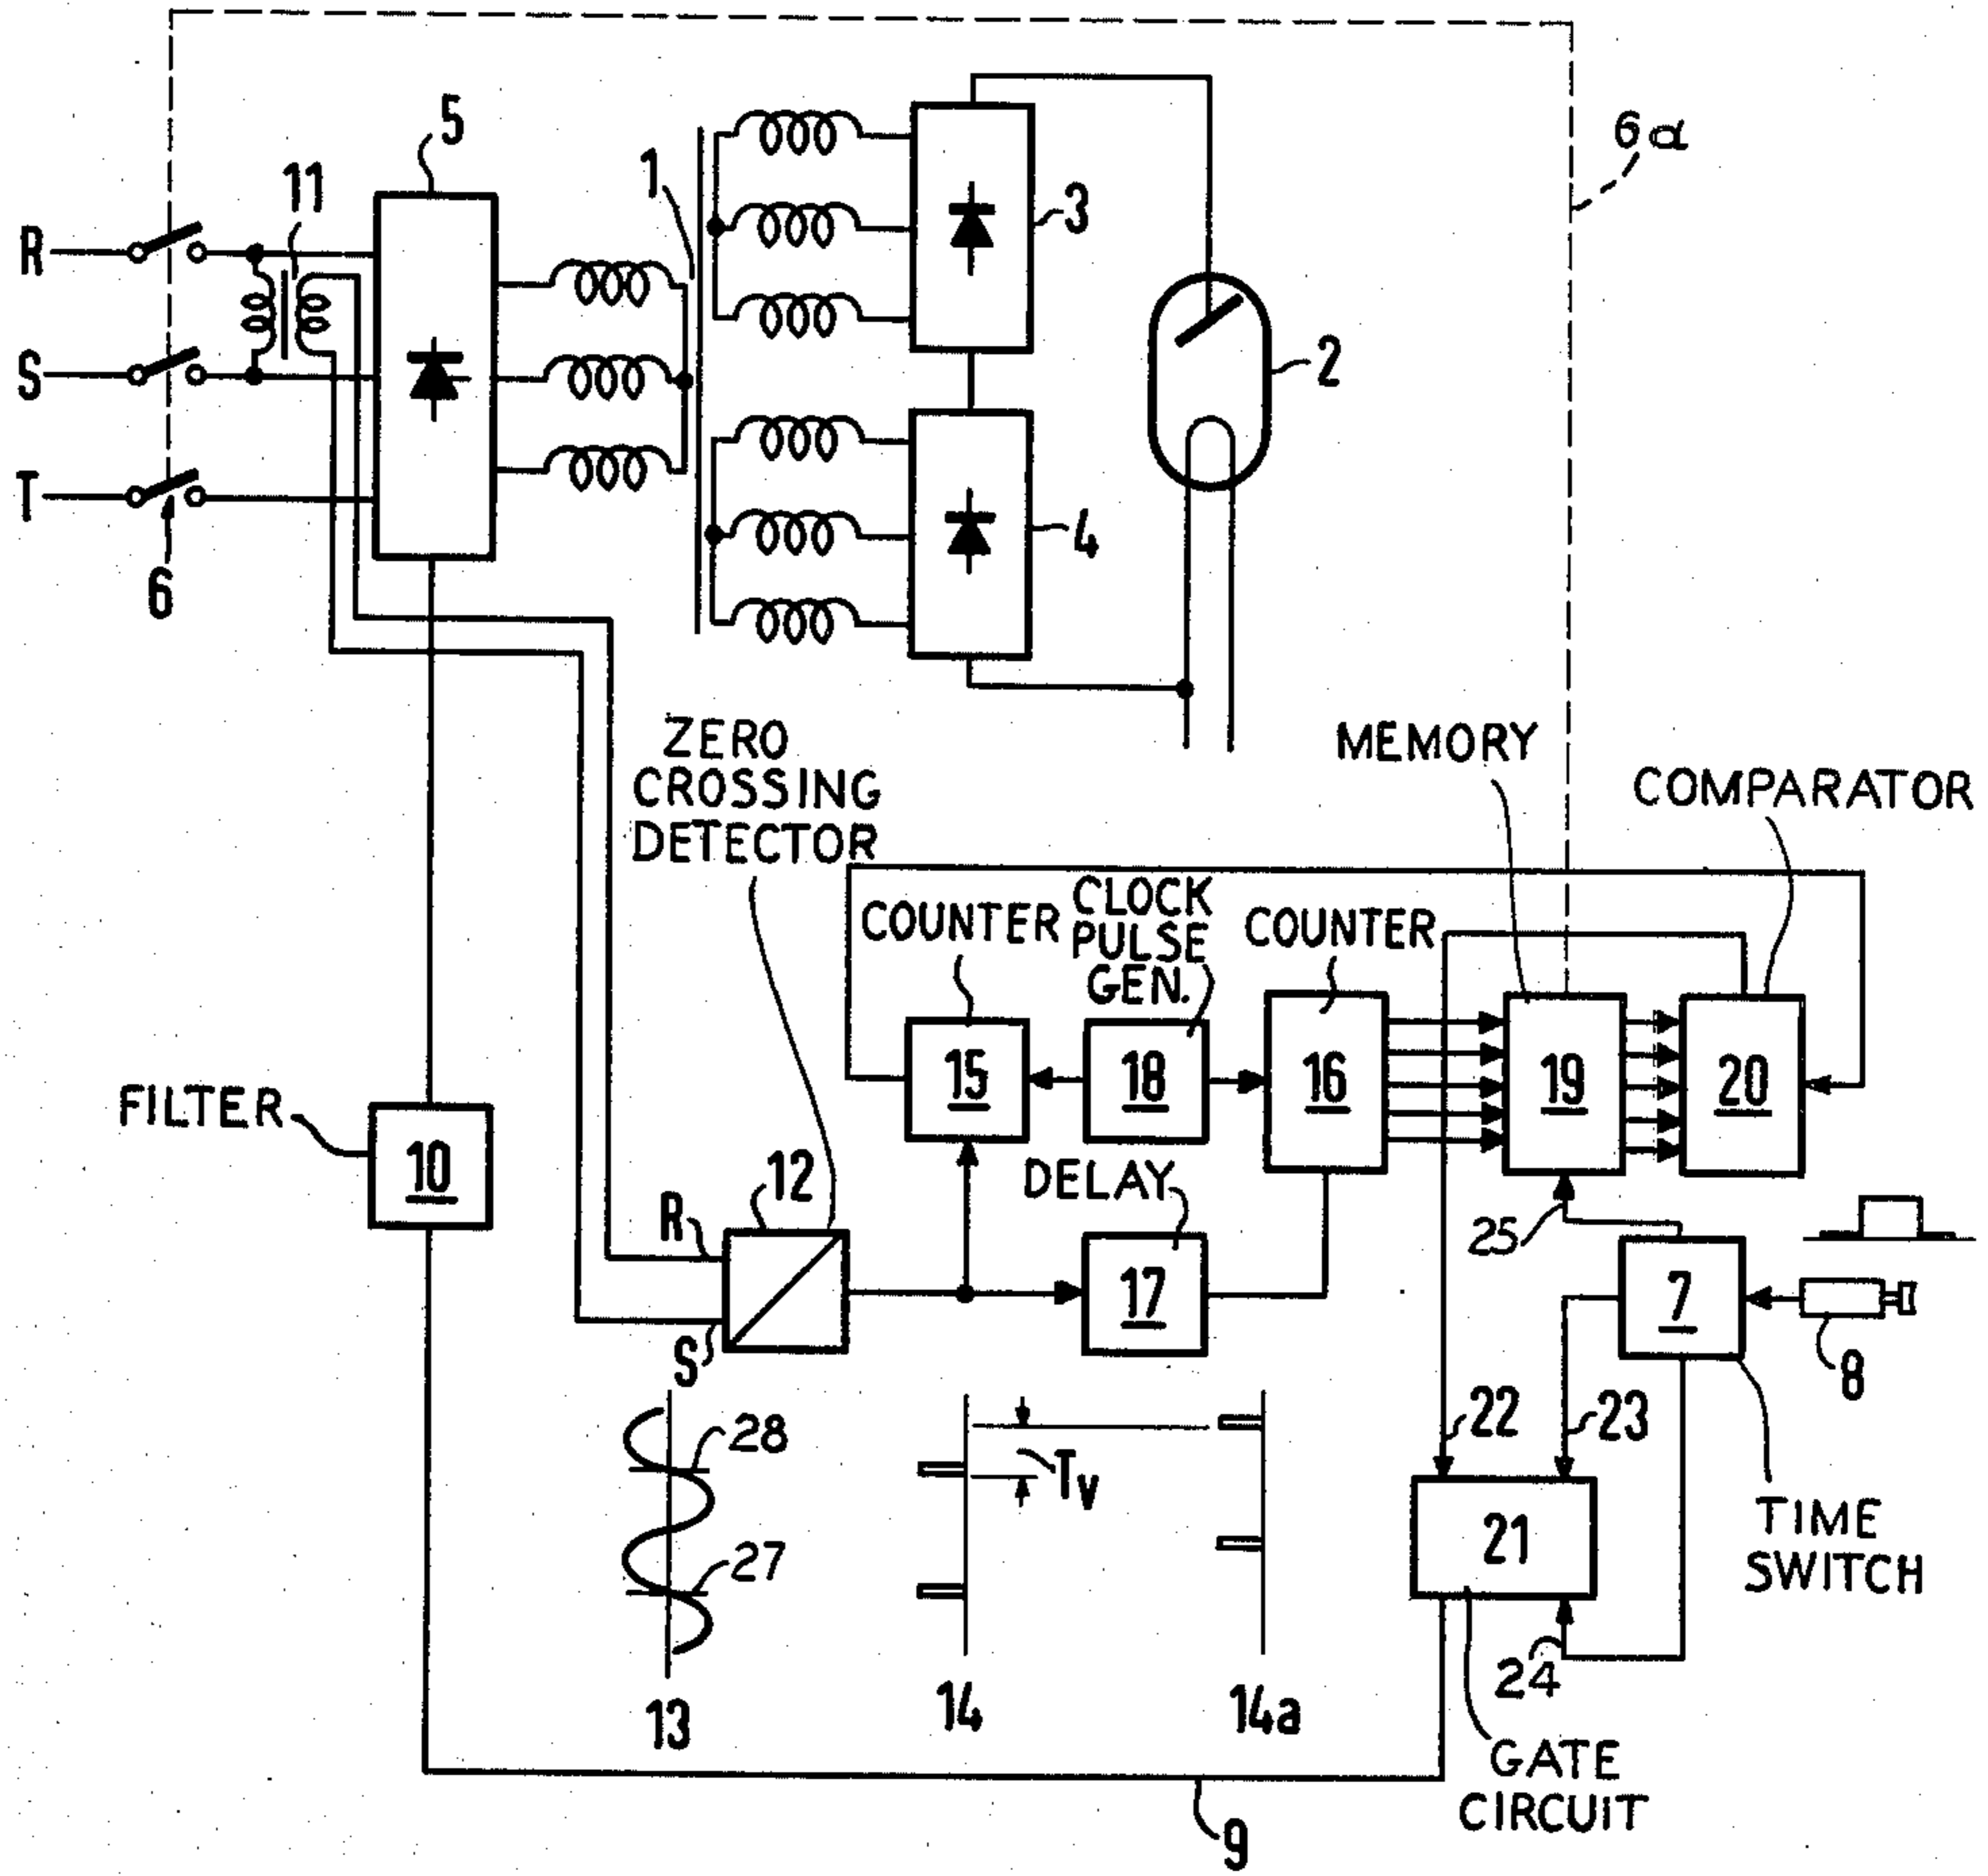 5
6a
11
1
3
R
S
2
T
4
6
ZERO
CROSSING
DETECTOR
MEMORY
COMPARATOR
COUNTER
CLOCK
PULSE
GEN.
COUNTER
15
18
16
19
20
FILTER
10
12
DELAY
R
25
17
7
S
8
28
22
23
Tv
TIME
SWITCH
21
27
24
13
14
14a
GATE
CIRCUIT
9